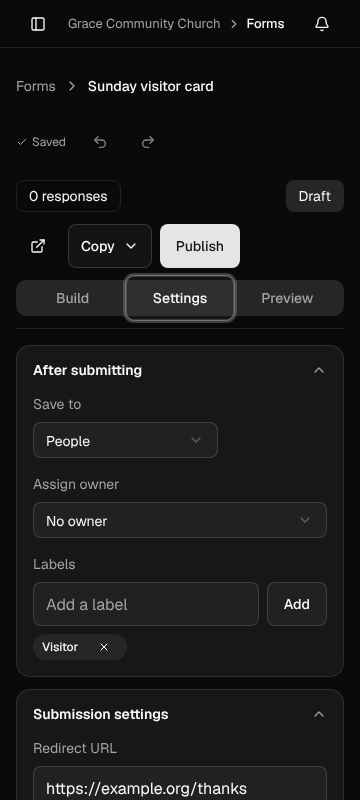 Grace Community Church > Forms
Forms > Sunday visitor card
Saved
0 responses
Draft
Copy
Publish
Build
Settings
Preview
After submitting
Save to
People
Assign owner
No owner
Labels
Add a label
Add
Visitor
Submission settings
Redirect URL
https://example.org/thanks